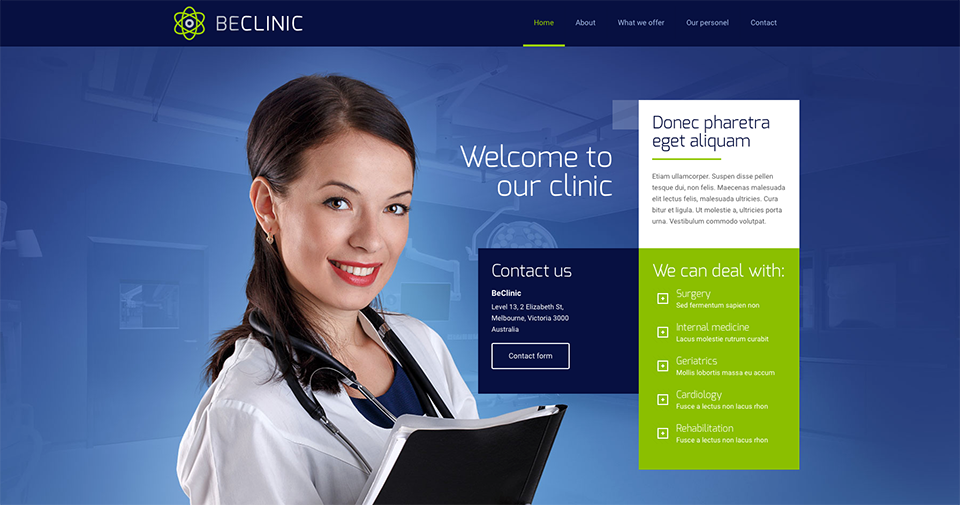 BECLINIC
Home About What we offer Our personel Contact
Welcome to
our clinic
Donec pharetra
eget aliquam
Etiam ullamcorper. Suspen disse pellen
tesque dui, non felis. Maecenas malesuada
elit lectus felis, malesuada ultricies. Cura
bitur et ligula. Ut molestie a, ultricies porta
urna. Vestibulum commodo volutpat.
Contact us
BeClinic
Level 13, 2 Elizabeth St,
Melbourne, Victoria 3000
Australia
Contact form
We can deal with:
Surgery
Sed fermentum sapien non
Internal medicine
Lacus molestie rutrum curabit
Geriatrics
Mollis lobortis massa eu accum
Cardiology
Fusce a lectus non lacus rhon
Rehabilitation
Fusce a lectus non lacus rhon